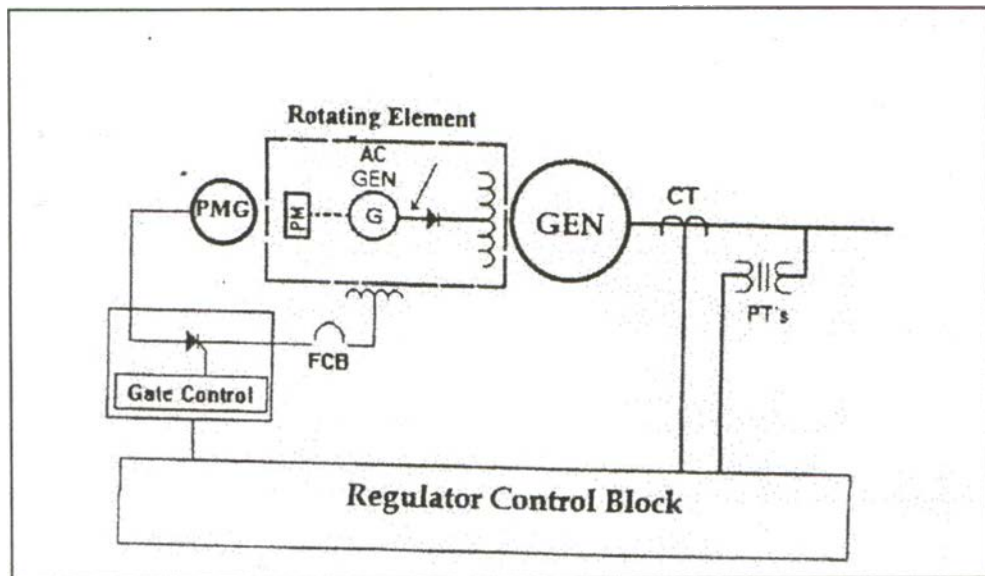 Rotating Element
AC
GEN
PMG
PM
G
GEN
CT
PT's
FCB
Gate Control
Regulator Control Block